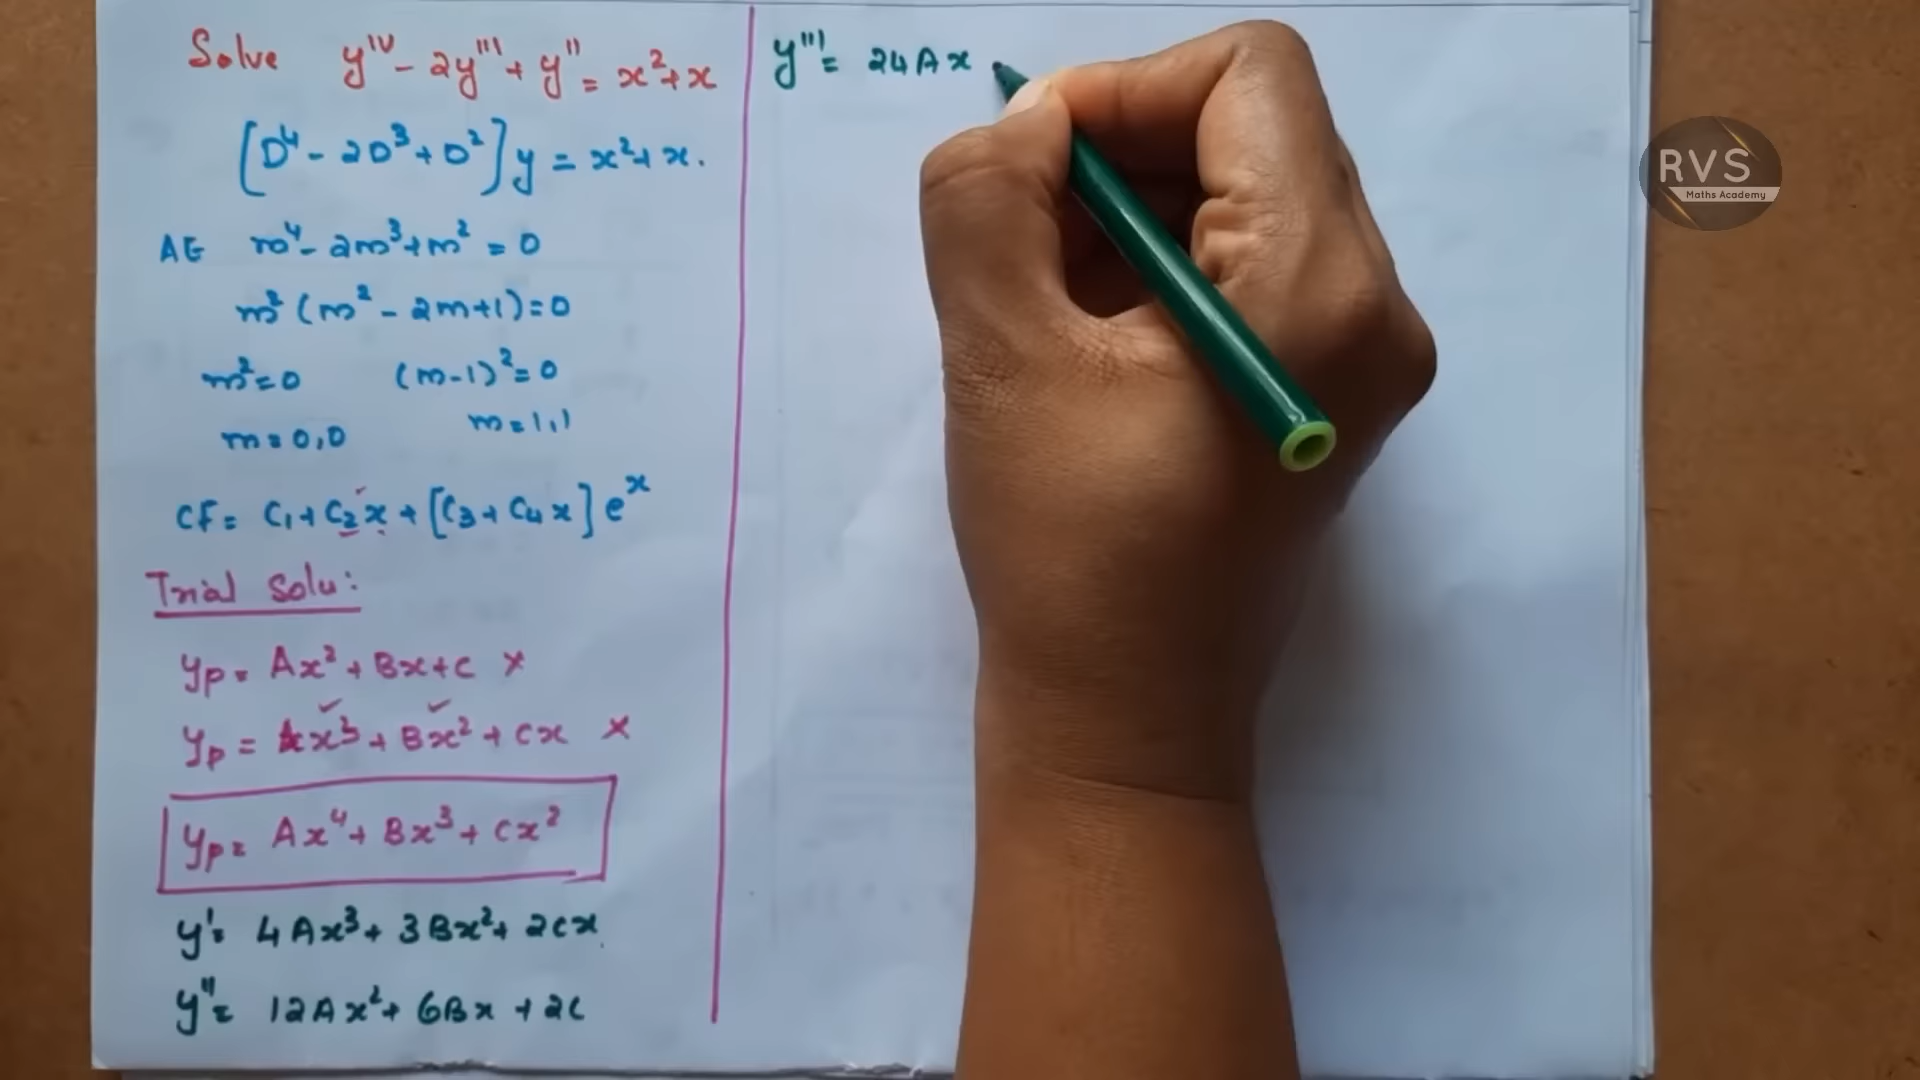 Solve y'ⱽ - 2y''' + y'' = x² + x
[D⁴ - 2D³ + D²] y = x² + x.
AE m⁴ - 2m³ + m² = 0
m² (m² - 2m + 1) = 0
m² = 0 (m-1)² = 0
m = 0,0 m = 1,1
CF = C₁ + C₂x + [C₃ + C₄x] eˣ
Trial Solu:
yp = Ax² + Bx + C ×
yp = Ax³ + Bx² + Cx ×
yp = Ax⁴ + Bx³ + Cx²
y' = 4Ax³ + 3Bx² + 2Cx
y'' = 12Ax² + 6Bx + 2C
y''' = 24Ax
RVS
Maths Academy